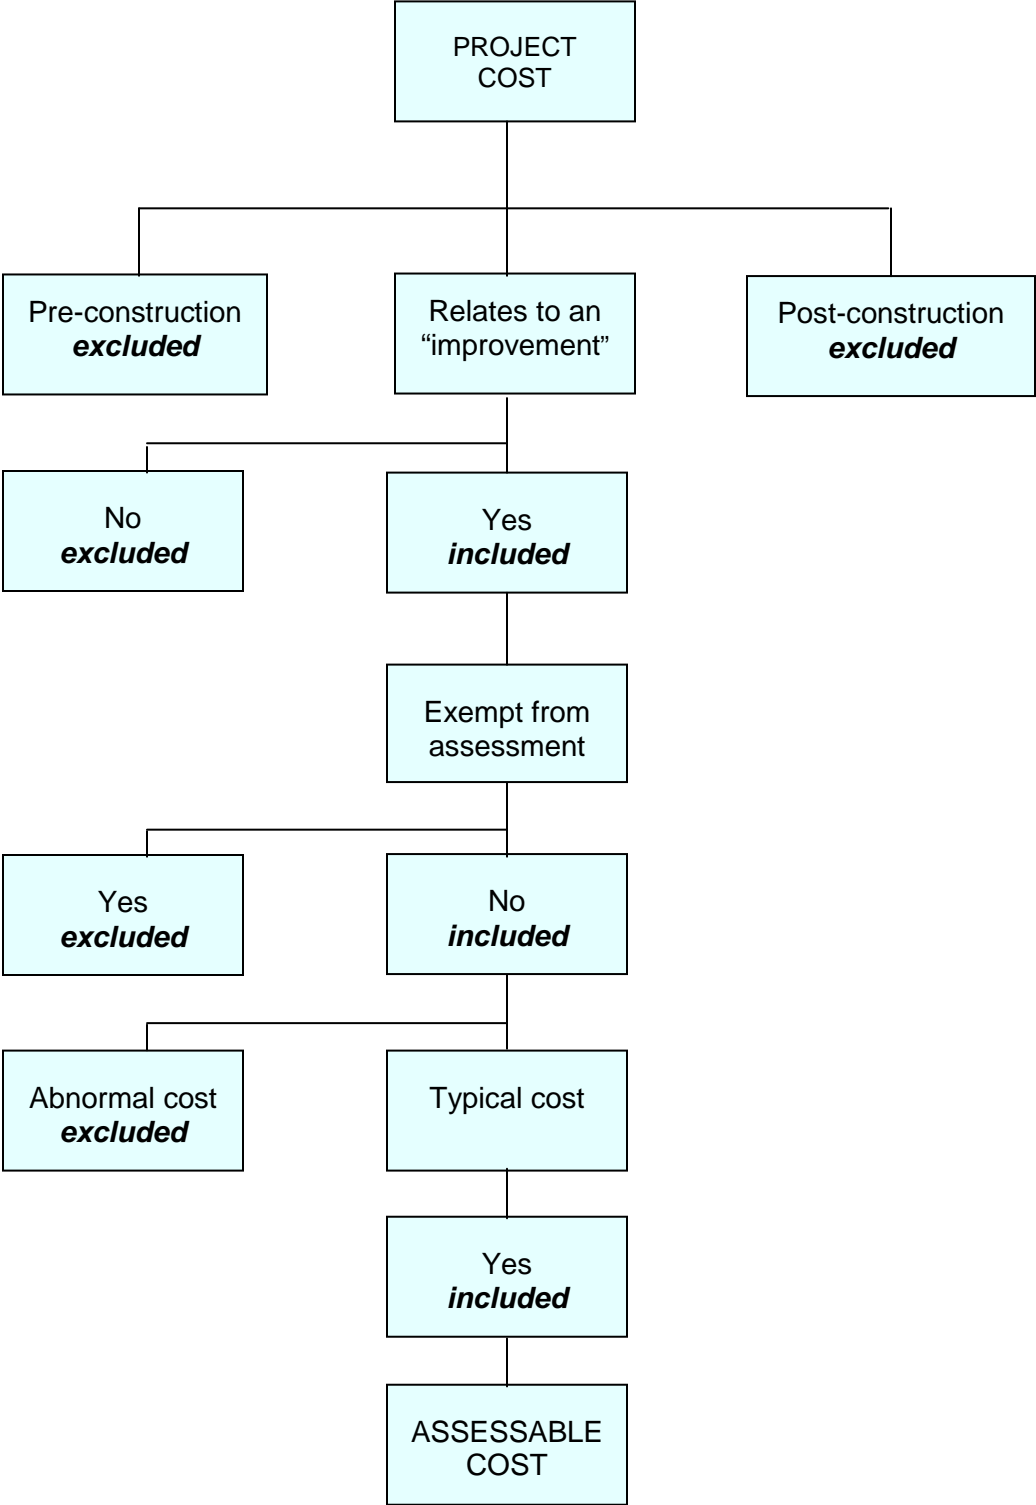 PROJECT
COST
Pre-construction
excluded
Relates to an
“improvement”
Post-construction
excluded
No
excluded
Yes
included
Exempt from
assessment
Yes
excluded
No
included
Abnormal cost
excluded
Typical cost
Yes
included
ASSESSABLE
COST